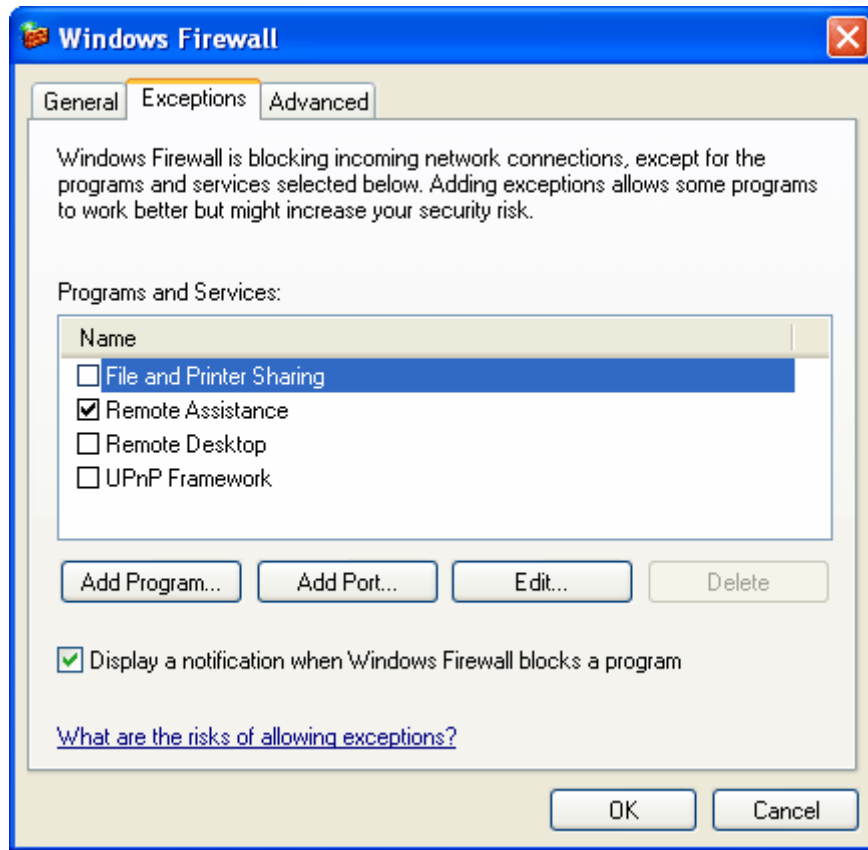 Windows Firewall
General Exceptions Advanced
Windows Firewall is blocking incoming network connections, except for the
programs and services selected below. Adding exceptions allows some programs
to work better but might increase your security risk.
Programs and Services:
Name
File and Printer Sharing
Remote Assistance
Remote Desktop
UPnP Framework
Add Program... Add Port... Edit... Delete
Display a notification when Windows Firewall blocks a program
What are the risks of allowing exceptions?
OK Cancel